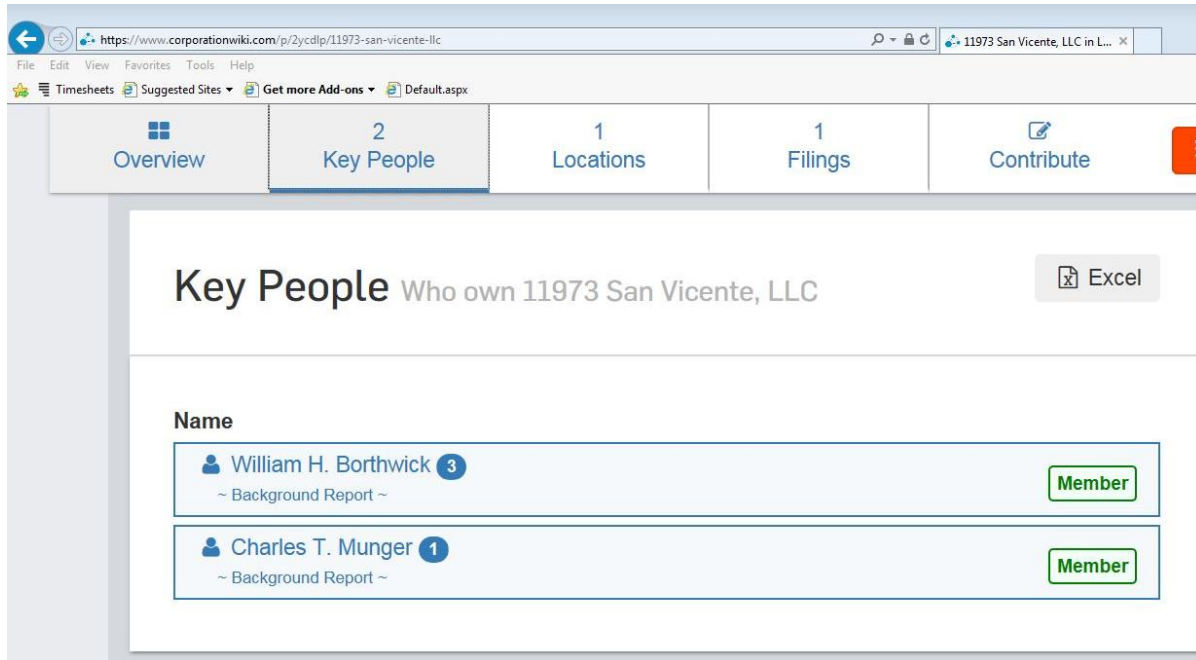 https://www.corporationwiki.com/p/2ycdlp/11973-san-vicente-llc
11973 San Vicente, LLC in L...
File Edit View Favorites Tools Help
Timesheets Suggested Sites Get more Add-ons Default.aspx
2 1 1
Overview Key People Locations Filings Contribute
Key People Who own 11973 San Vicente, LLC Excel
Name
William H. Borthwick 3
~ Background Report ~ Member
Charles T. Munger 1
~ Background Report ~ Member